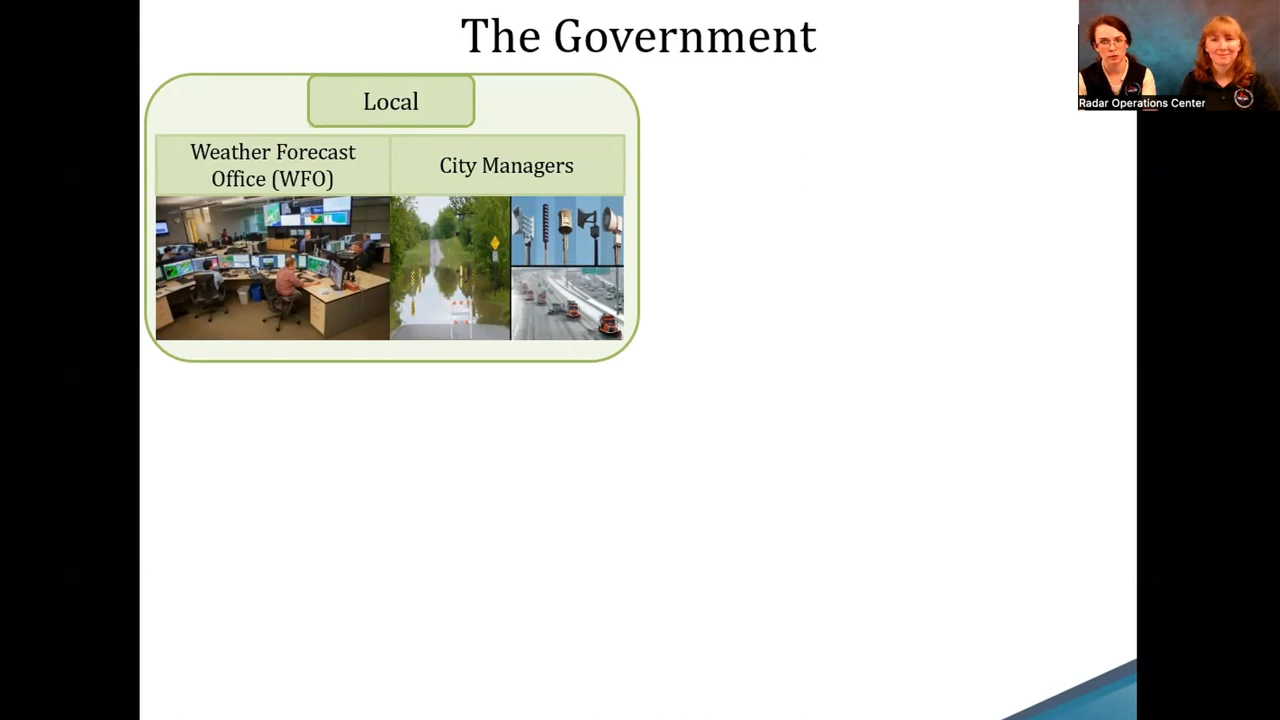 The Government
Radar Operations Center
Local
Weather Forecast
Office (WFO)
City Managers